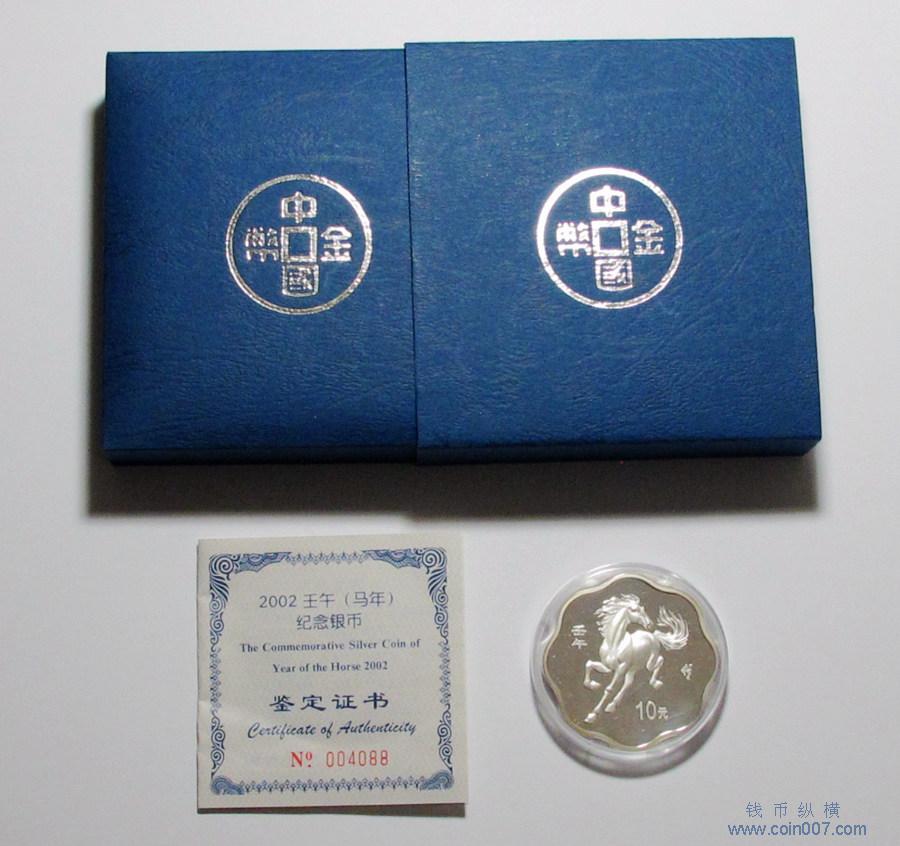 中國金幣
中國金幣
2002 壬午（马年）
纪念银币
The Commemorative Silver Coin of
Year of the Horse 2002
鉴定证书
Certificate of Authenticity
Nº 004088
壬午
10元
钱币纵横
www.coin007.com